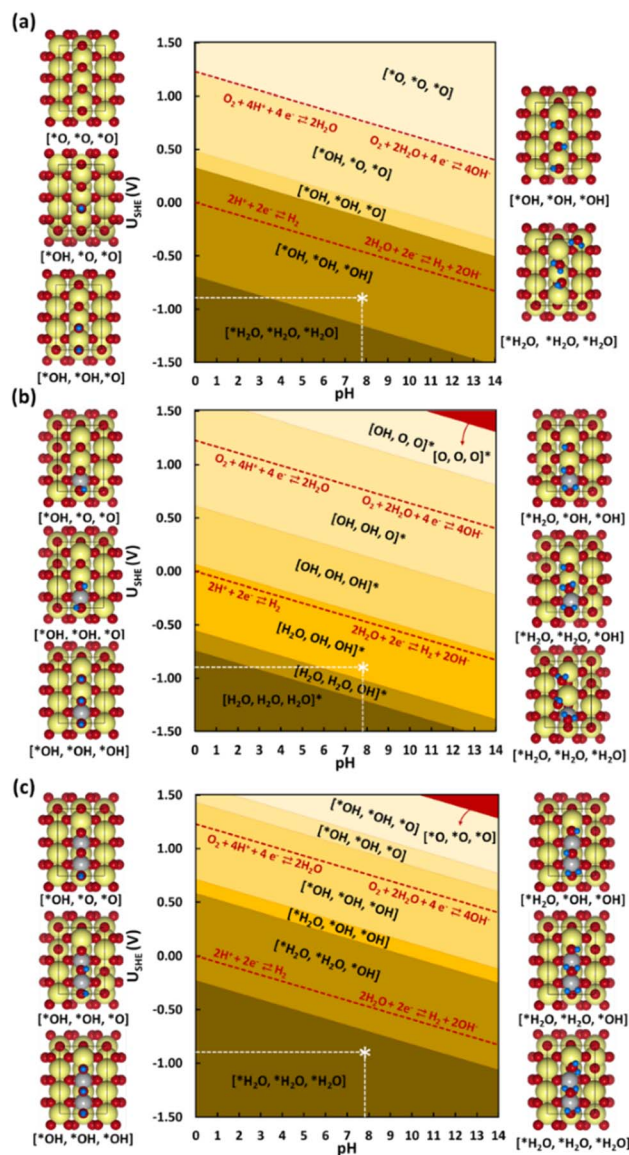 (a)
[*O, *O, *O]
[*OH, *O, *O]
[*OH, *OH,*O]
U_SHE (V)
1.50
1.00
0.50
0.00
-0.50
-1.00
-1.50
[*O, *O, *O]
O₂ + 4H⁺+ 4 e⁻ ⇄ 2H₂O
O₂ + 2H₂O + 4 e⁻ ⇄ 4OH⁻
[*OH, *O, *O]
[*OH, *OH, *O]
2H⁺ + 2e⁻ ⇄ H₂
2H₂O + 2e⁻ ⇄ H₂ + 2OH⁻
[*OH, *OH, *OH]
[*H₂O, *H₂O, *H₂O]
0 1 2 3 4 5 6 7 8 9 10 11 12 13 14
pH
[*OH, *OH, *OH]
[*H₂O, *H₂O, *H₂O]
(b)
[*OH, *O, *O]
[*OH, *OH, *O]
[*OH, *OH, *OH]
U_SHE (V)
1.50
1.00
0.50
0.00
-0.50
-1.00
-1.50
[OH, O, O]*
[O, O, O]*
O₂ + 4H⁺+ 4 e⁻ ⇄ 2H₂O
O₂ + 2H₂O + 4 e⁻ ⇄ 4OH⁻
[OH, OH, O]*
[OH, OH, OH]*
2H⁺ + 2e⁻ ⇄ H₂
2H₂O + 2e⁻ ⇄ H₂ + 2OH⁻
[H₂O, OH, OH]*
[H₂O, H₂O, OH]*
[H₂O, H₂O, H₂O]*
0 1 2 3 4 5 6 7 8 9 10 11 12 13 14
pH
[*H₂O, *OH, *OH]
[*H₂O, *H₂O, *OH]
[*H₂O, *H₂O, *H₂O]
(c)
[*OH, *O, *O]
[*OH, *OH, *O]
[*OH, *OH, *OH]
U_SHE (V)
1.50
1.00
0.50
0.00
-0.50
-1.00
-1.50
[*OH, *OH, *O]
[*O, *O, *O]
[*OH, *OH, *O]
O₂ + 4H⁺+ 4 e⁻ ⇄ 2H₂O
O₂ + 2H₂O + 4 e⁻ ⇄ 4OH⁻
[*OH, *OH, *OH]
[*H₂O, *OH, *OH]
[*H₂O, *H₂O, *OH]
2H⁺ + 2e⁻ ⇄ H₂
2H₂O + 2e⁻ ⇄ H₂ + 2OH⁻
[*H₂O, *H₂O, *H₂O]
0 1 2 3 4 5 6 7 8 9 10 11 12 13 14
pH
[*H₂O, *OH, *OH]
[*H₂O, *H₂O, *OH]
[*H₂O, *H₂O, *H₂O]